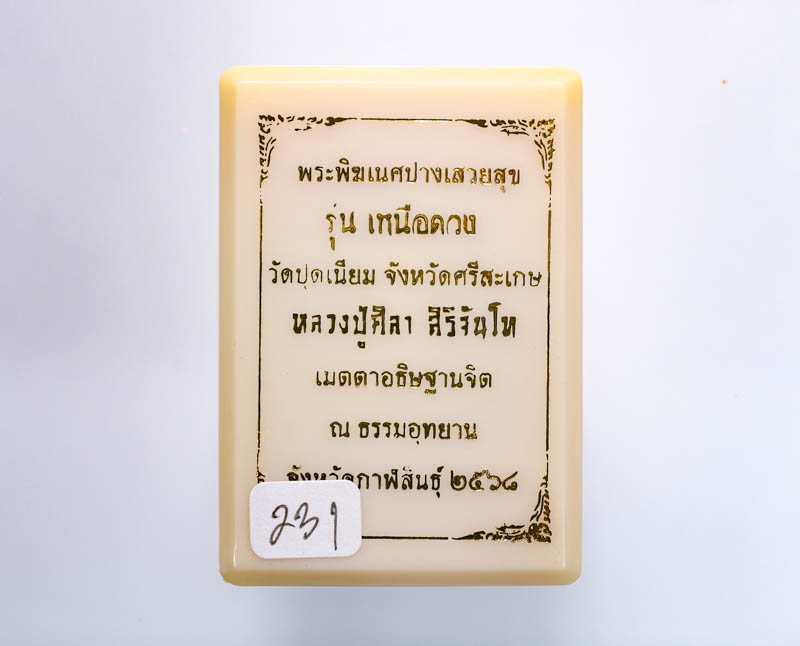 พระพิฆเนศปางเสวยสุข
รุ่น เหนือดวง
วัดปุดเนียม จังหวัดศรีสะเกษ
หลวงปู่ศิลา สิริจันโท
เมตตาอธิษฐานจิต
ณ ธรรมอุทยาน
จังหวัดกาฬสินธุ์ ๒๕๖๘
231